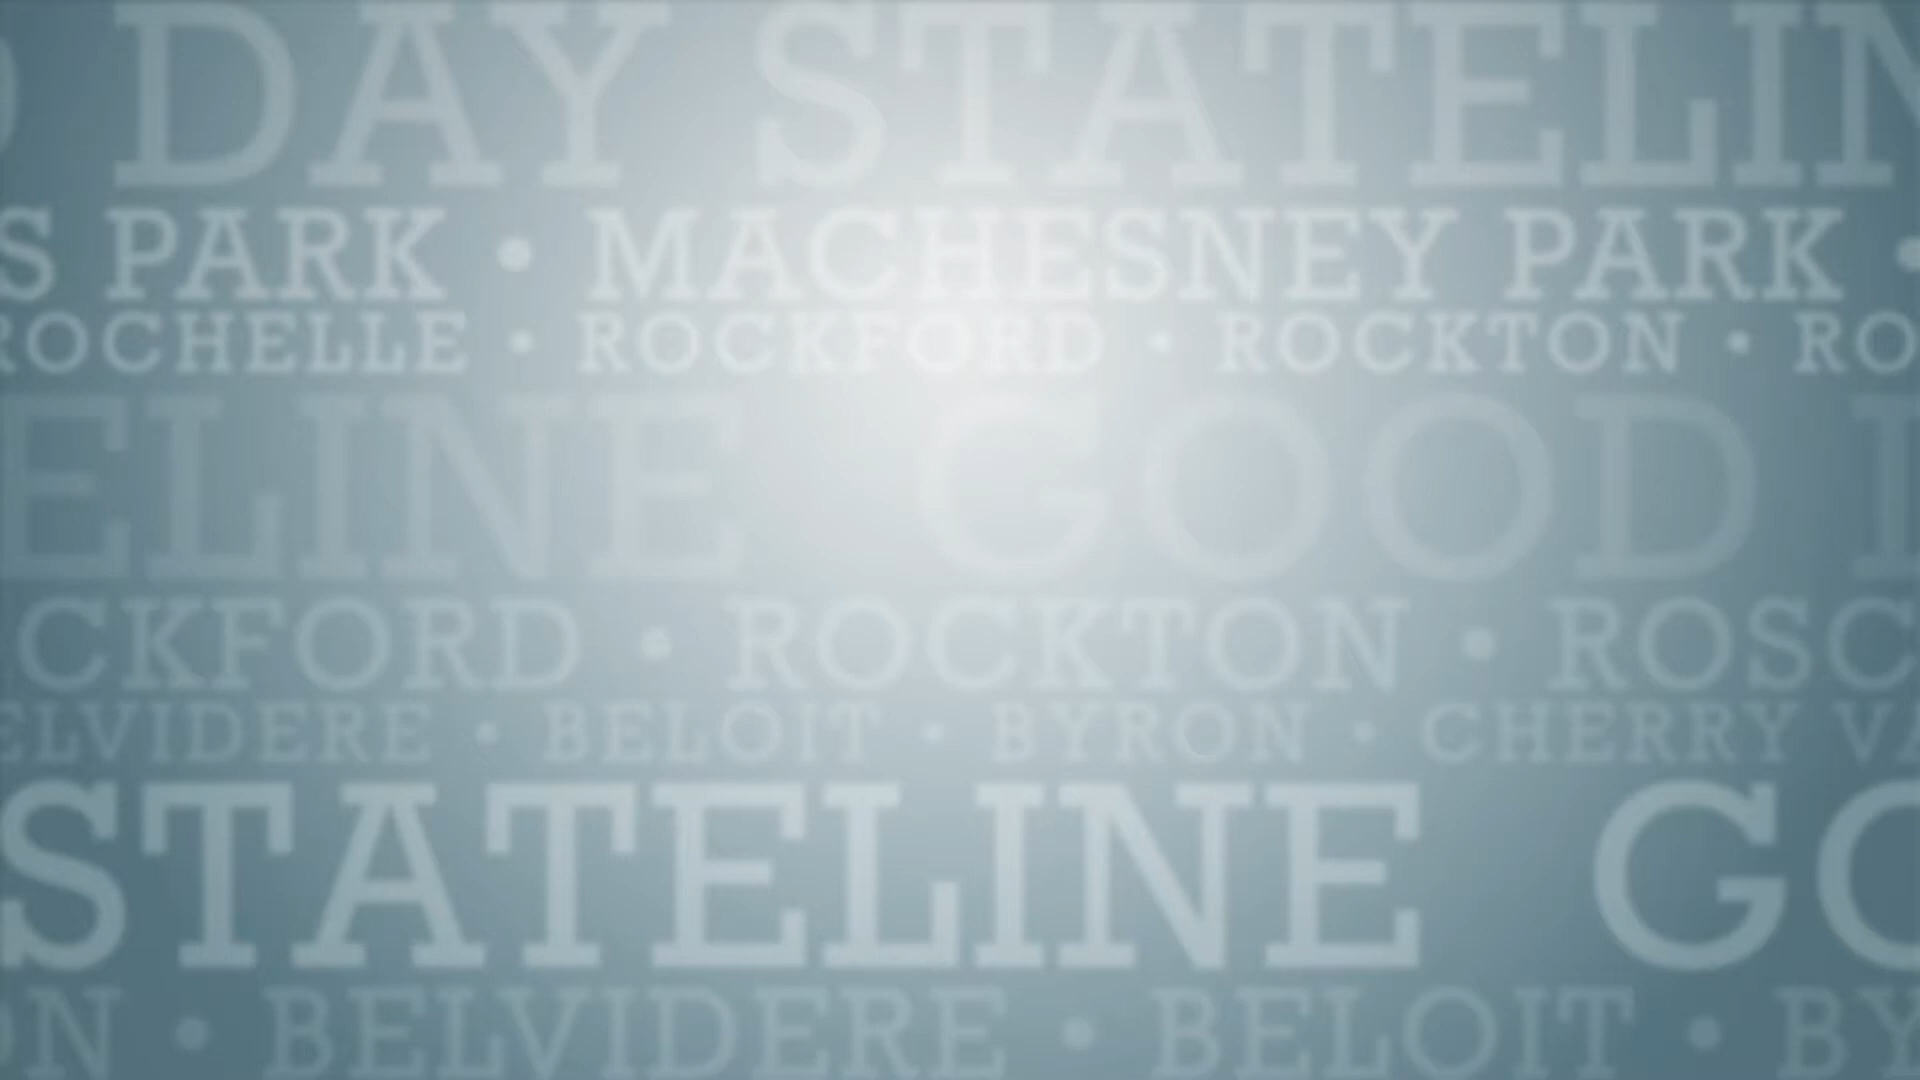 DAY STATELIN
S PARK • MACHESNEY PARK •
ROCHELLE • ROCKFORD • ROCKTON • RO
ELINE GOOD D
CKFORD • ROCKTON • ROSC
ELVIDERE • BELOIT • BYRON • CHERRY VA
STATELINE GO
ON • BELVIDERE • BELOIT • BY